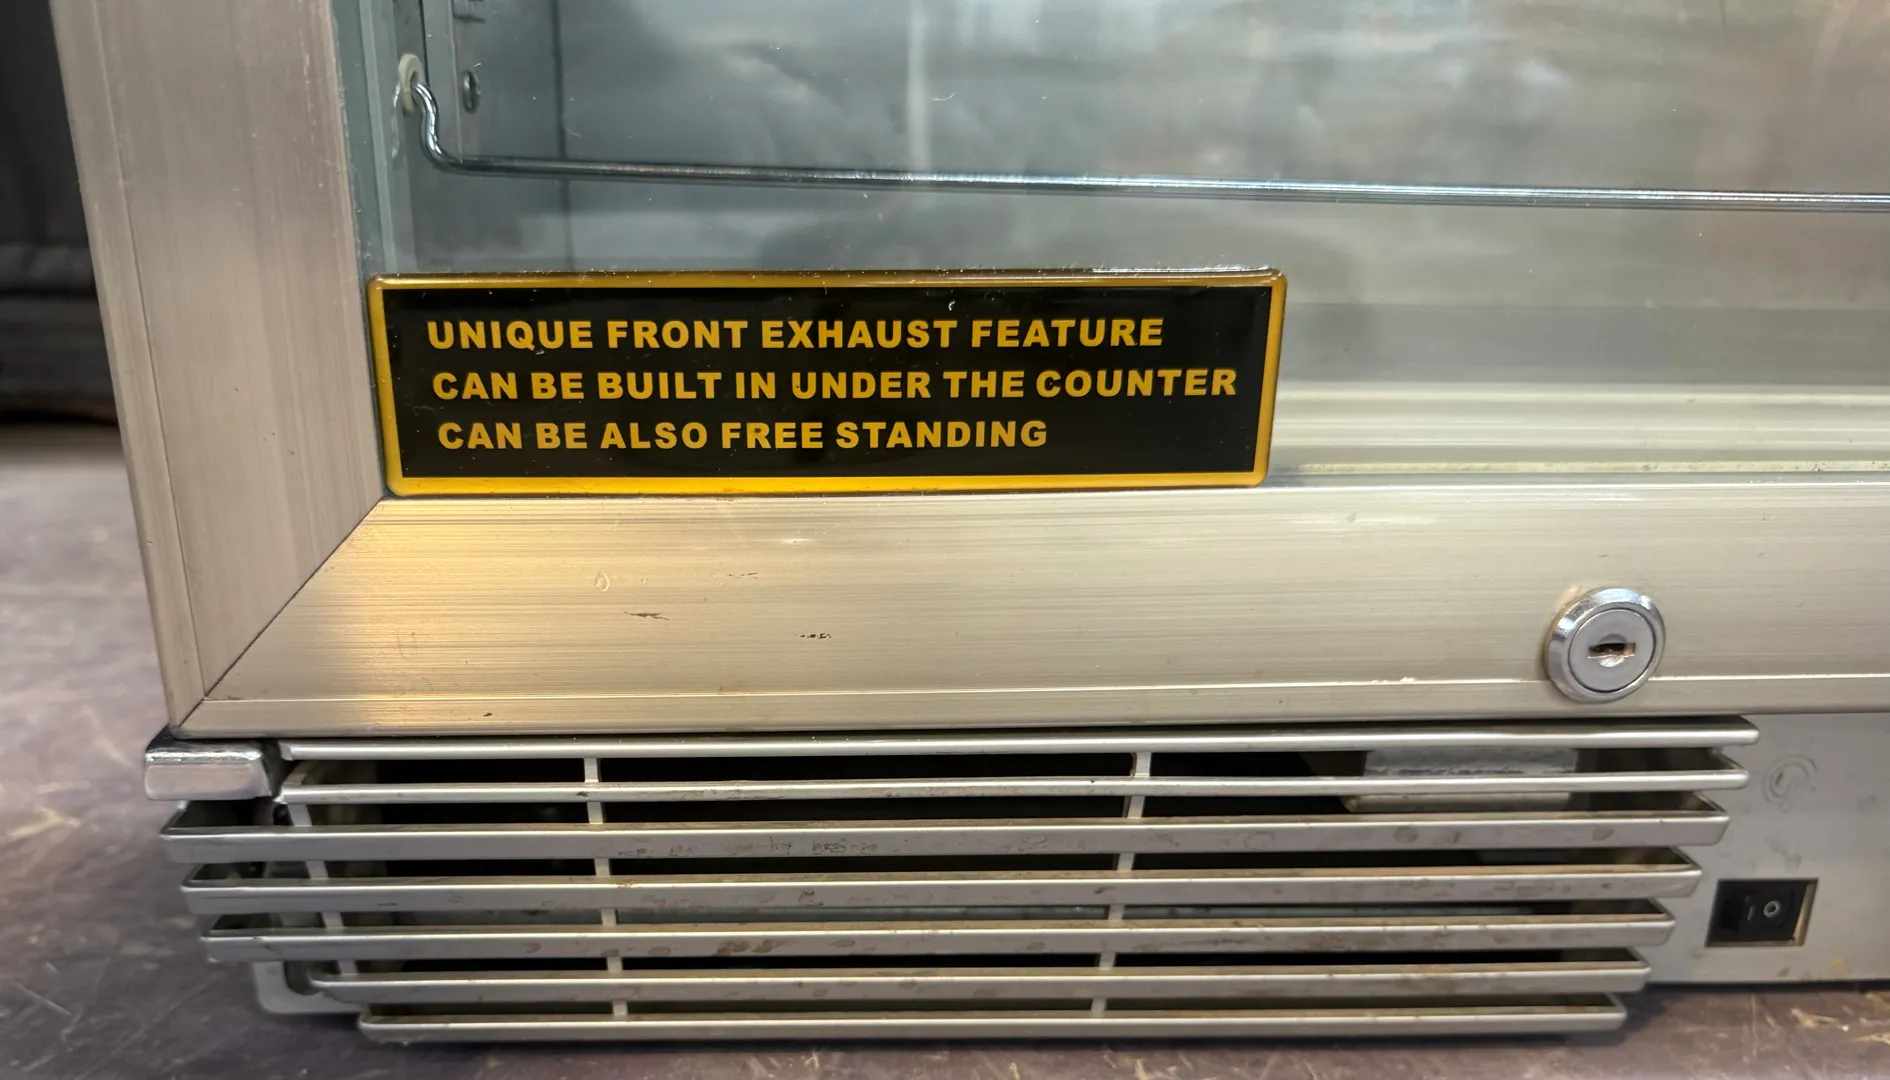 UNIQUE FRONT EXHAUST FEATURE
CAN BE BUILT IN UNDER THE COUNTER
CAN BE ALSO FREE STANDING